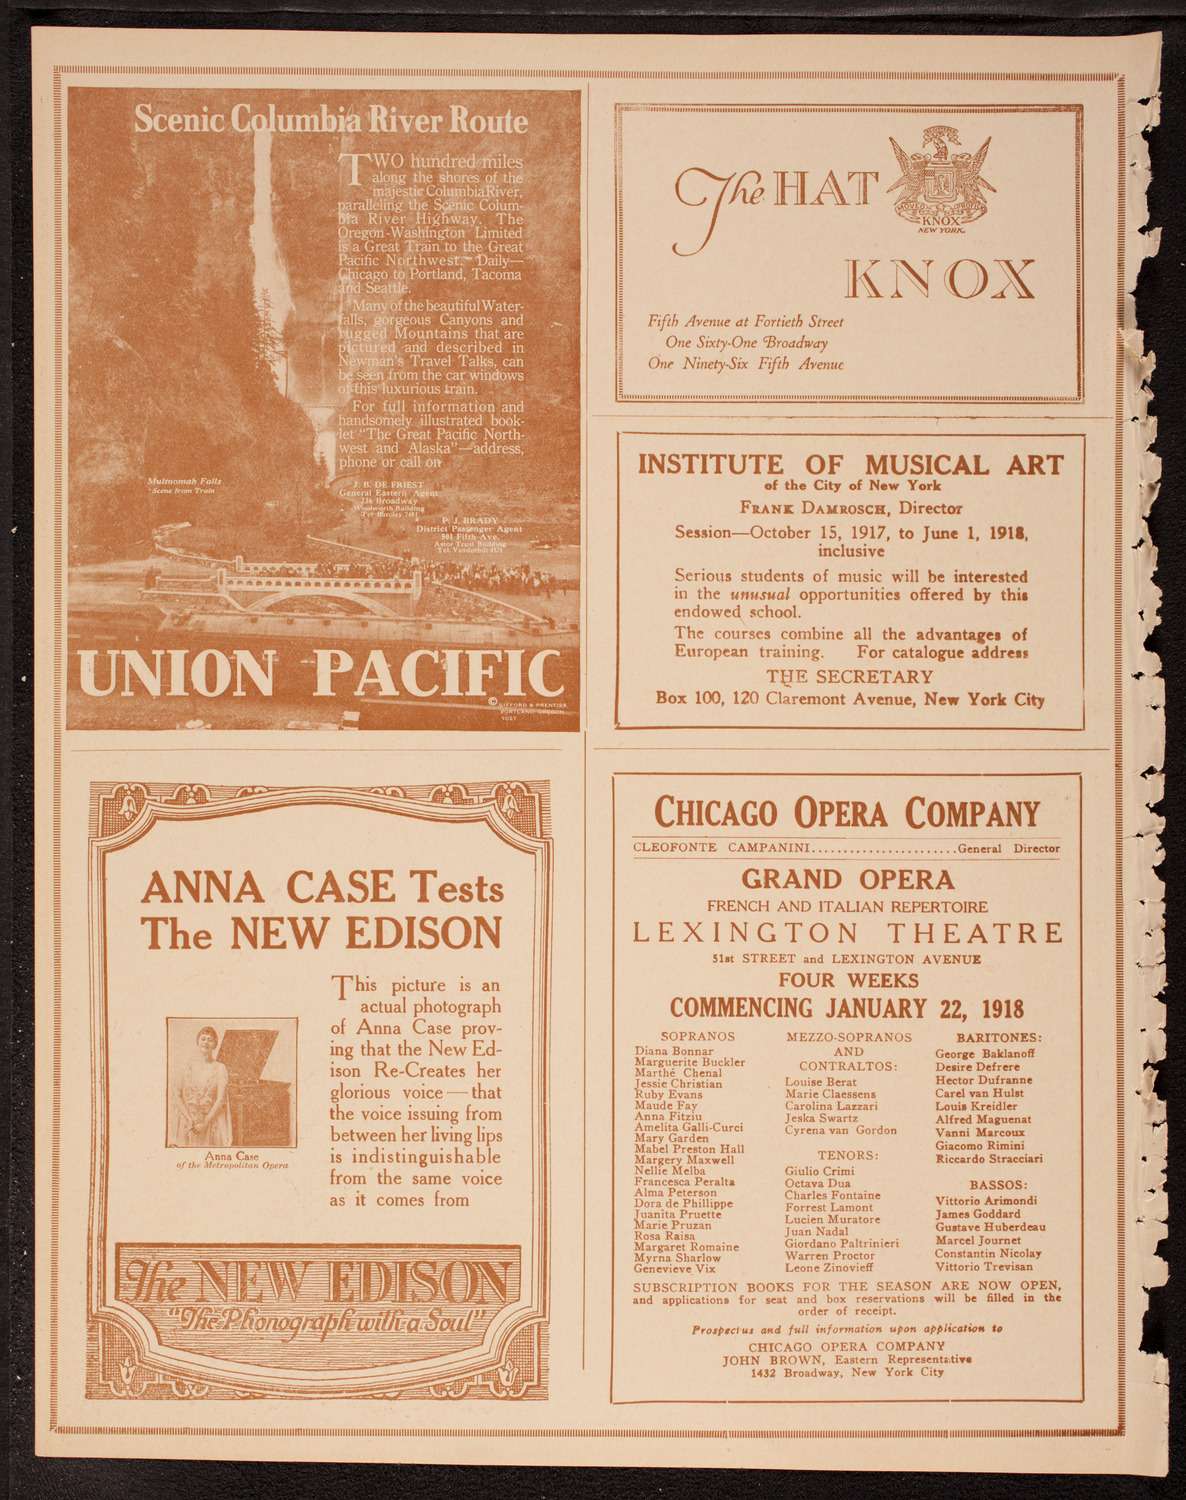 Scenic Columbia River Route
TWO hundred miles
along the shores of the
majestic Columbia River,
paralleling the Scenic Colum-
bia River Highway. The
Oregon-Washington Limited
is a Great Train to the Great
Pacific Northwest. Daily—
Chicago to Portland, Tacoma
and Seattle.
Many of the beautiful Water-
falls, gorgeous Canyons and
rugged Mountains that are
pictured and described in
Newman's Travel Talks, can
be seen from the car windows
of this luxurious train.
For full information and
handsomely illustrated book-
let "The Great Pacific North-
west and Alaska"—address,
phone or call on
Multnomah Falls
Scene from Train
J. B. DE FRIEST
General Eastern Agent
Broadway
Woolworth Building
Tel. Barclay
P. J. BRADY
District Passenger Agent
501 Fifth Ave.
Astor Trust Building
Tel. Vanderbilt
UNION PACIFIC
© GIFFORD & PRENTISS
PORTLAND OREGON
The HAT
KNOX
NEW YORK.
KNOX
Fifth Avenue at Fortieth Street
One Sixty-One Broadway
One Ninety-Six Fifth Avenue
INSTITUTE OF MUSICAL ART
of the City of New York
FRANK DAMROSCH, Director
Session—October 15, 1917, to June 1, 1918,
inclusive
Serious students of music will be interested
in the unusual opportunities offered by this
endowed school.
The courses combine all the advantages of
European training. For catalogue address
THE SECRETARY
Box 100, 120 Claremont Avenue, New York City
ANNA CASE Tests
The NEW EDISON
This picture is an
actual photograph
of Anna Case prov-
ing that the New Ed-
ison Re-Creates her
glorious voice—that
the voice issuing from
between her living lips
is indistinguishable
from the same voice
as it comes from
Anna Case
of the Metropolitan Opera
The NEW EDISON
"The Phonograph with a Soul"
CHICAGO OPERA COMPANY
CLEOFONTE CAMPANINI.......................General Director
GRAND OPERA
FRENCH AND ITALIAN REPERTOIRE
LEXINGTON THEATRE
51st STREET and LEXINGTON AVENUE
FOUR WEEKS
COMMENCING JANUARY 22, 1918
SOPRANOS
Diana Bonnar
Marguerite Buckler
Marthé Chenal
Jessie Christian
Ruby Evans
Maude Fay
Anna Fitziu
Amelita Galli-Curci
Mary Garden
Mabel Preston Hall
Margery Maxwell
Nellie Melba
Francesca Peralta
Alma Peterson
Dora de Phillippe
Juanita Pruette
Marie Pruzan
Rosa Raisa
Margaret Romaine
Myrna Sharlow
Genevieve Vix
MEZZO-SOPRANOS
AND
CONTRALTOS:
Louise Berat
Marie Claessens
Carolina Lazzari
Jeska Swartz
Cyrena van Gordon
TENORS:
Giulio Crimi
Octava Dua
Charles Fontaine
Forrest Lamont
Lucien Muratore
Juan Nadal
Giordano Paltrinieri
Warren Proctor
Leone Zinovieff
BARITONES:
George Baklanoff
Desire Defrere
Hector Dufranne
Carel van Hulst
Louis Kreidler
Alfred Maguenat
Vanni Marcoux
Giacomo Rimini
Riccardo Stracciari
BASSOS:
Vittorio Arimondi
James Goddard
Gustave Huberdeau
Marcel Journet
Constantin Nicolay
Vittorio Trevisan
SUBSCRIPTION BOOKS FOR THE SEASON ARE NOW OPEN,
and applications for seat and box reservations will be filled in the
order of receipt.
Prospectus and full information upon application to
CHICAGO OPERA COMPANY
JOHN BROWN, Eastern Representative
1432 Broadway, New York City